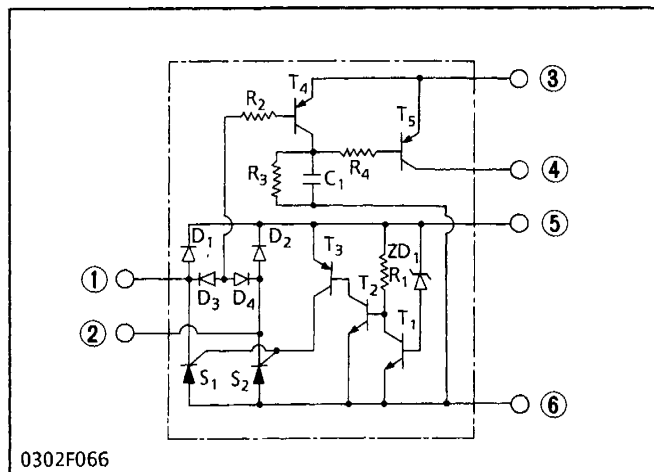 T4
③
R2
T5
R3
C1
R4
④
⑤
D1
D2
T3
ZD1
R1
①
D3
D4
T2
T1
②
S1
S2
⑥
0302F066